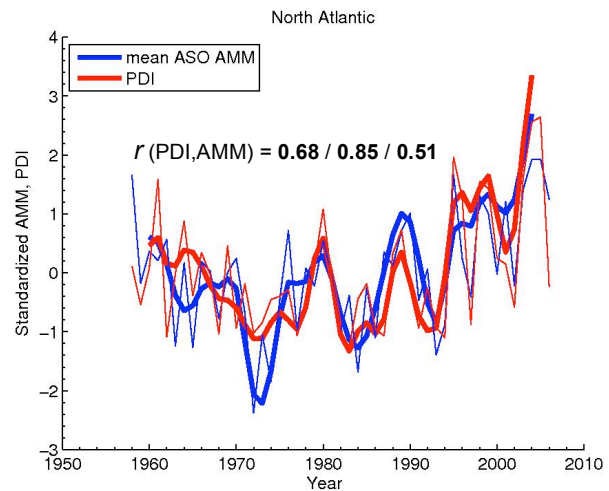 North Atlantic
mean ASO AMM
PDI
r (PDI,AMM) = 0.68 / 0.85 / 0.51
Standardized AMM, PDI
4
3
2
1
0
−1
−2
−3
1950
1960
1970
1980
1990
2000
2010
Year